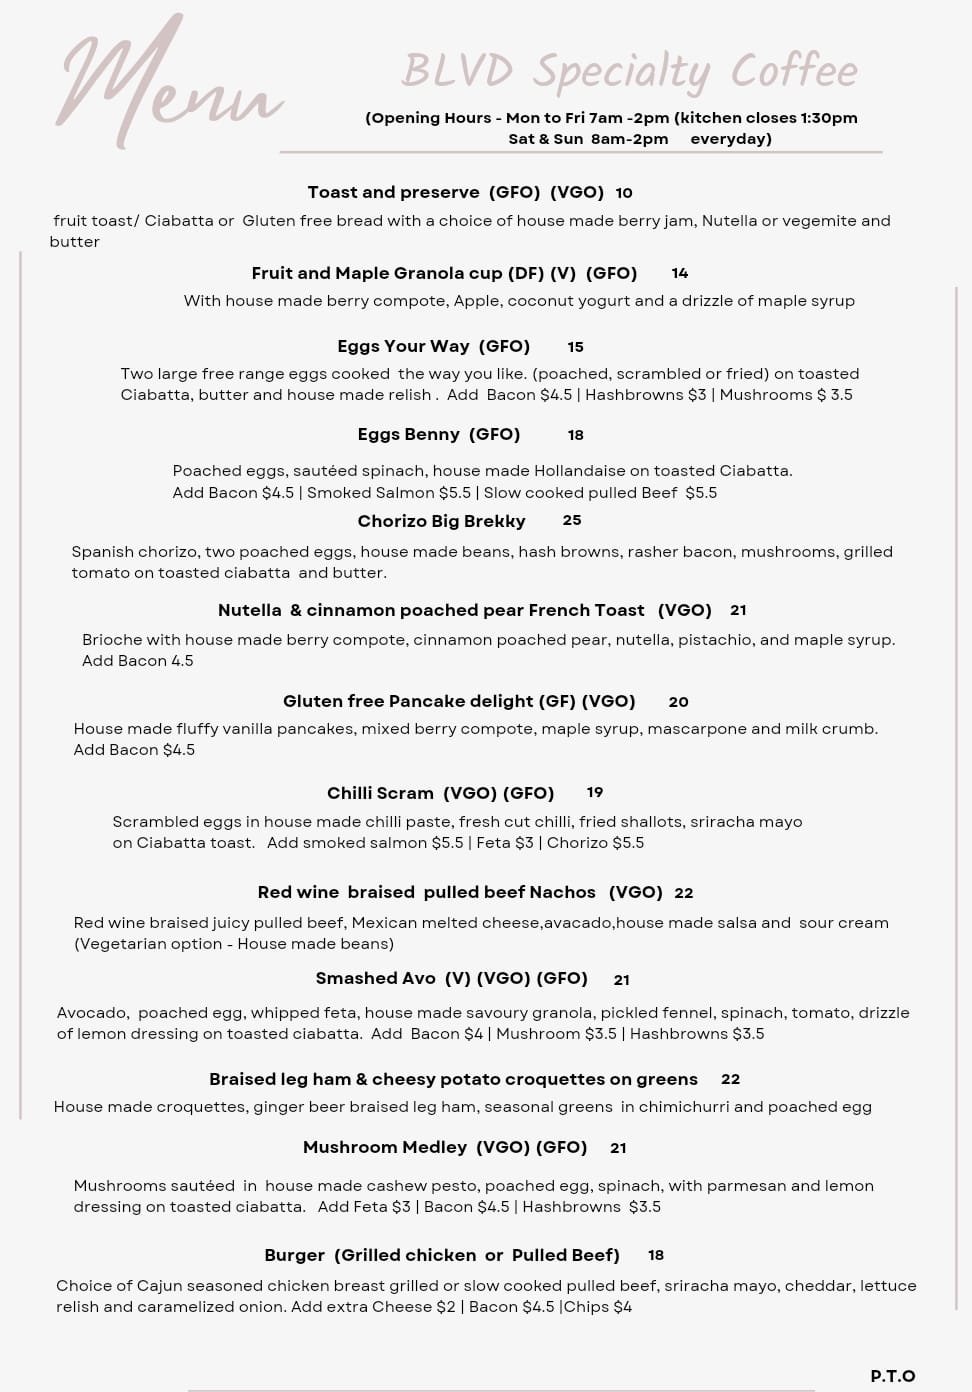 Menu
BLVD Specialty Coffee
(Opening Hours - Mon to Fri 7am -2pm (kitchen closes 1:30pm
Sat & Sun 8am-2pm everyday)
Toast and preserve (GFO) (VGO) 10
fruit toast/ Ciabatta or Gluten free bread with a choice of house made berry jam, Nutella or vegemite and
butter
Fruit and Maple Granola cup (DF) (V) (GFO) 14
With house made berry compote, Apple, coconut yogurt and a drizzle of maple syrup
Eggs Your Way (GFO) 15
Two large free range eggs cooked the way you like. (poached, scrambled or fried) on toasted
Ciabatta, butter and house made relish . Add Bacon $4.5 | Hashbrowns $3 | Mushrooms $ 3.5
Eggs Benny (GFO) 18
Poached eggs, sautéed spinach, house made Hollandaise on toasted Ciabatta.
Add Bacon $4.5 | Smoked Salmon $5.5 | Slow cooked pulled Beef $5.5
Chorizo Big Brekky 25
Spanish chorizo, two poached eggs, house made beans, hash browns, rasher bacon, mushrooms, grilled
tomato on toasted ciabatta and butter.
Nutella & cinnamon poached pear French Toast (VGO) 21
Brioche with house made berry compote, cinnamon poached pear, nutella, pistachio, and maple syrup.
Add Bacon 4.5
Gluten free Pancake delight (GF) (VGO) 20
House made fluffy vanilla pancakes, mixed berry compote, maple syrup, mascarpone and milk crumb.
Add Bacon $4.5
Chilli Scram (VGO) (GFO) 19
Scrambled eggs in house made chilli paste, fresh cut chilli, fried shallots, sriracha mayo
on Ciabatta toast. Add smoked salmon $5.5 | Feta $3 | Chorizo $5.5
Red wine braised pulled beef Nachos (VGO) 22
Red wine braised juicy pulled beef, Mexican melted cheese,avacado,house made salsa and sour cream
(Vegetarian option - House made beans)
Smashed Avo (V) (VGO) (GFO) 21
Avocado, poached egg, whipped feta, house made savoury granola, pickled fennel, spinach, tomato, drizzle
of lemon dressing on toasted ciabatta. Add Bacon $4 | Mushroom $3.5 | Hashbrowns $3.5
Braised leg ham & cheesy potato croquettes on greens 22
House made croquettes, ginger beer braised leg ham, seasonal greens in chimichurri and poached egg
Mushroom Medley (VGO) (GFO) 21
Mushrooms sautéed in house made cashew pesto, poached egg, spinach, with parmesan and lemon
dressing on toasted ciabatta. Add Feta $3 | Bacon $4.5 | Hashbrowns $3.5
Burger (Grilled chicken or Pulled Beef) 18
Choice of Cajun seasoned chicken breast grilled or slow cooked pulled beef, sriracha mayo, cheddar, lettuce
relish and caramelized onion. Add extra Cheese $2 | Bacon $4.5 |Chips $4
P.T.O